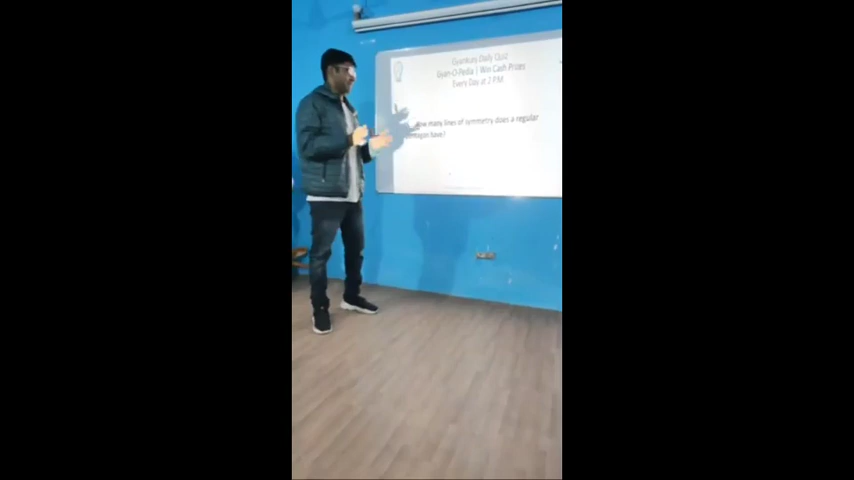 Gyankunj Daily Quiz
Gyan-O-Pedia | Win Cash Prizes
Every Day at 2 P.M
How many lines of symmetry does a regular
have?